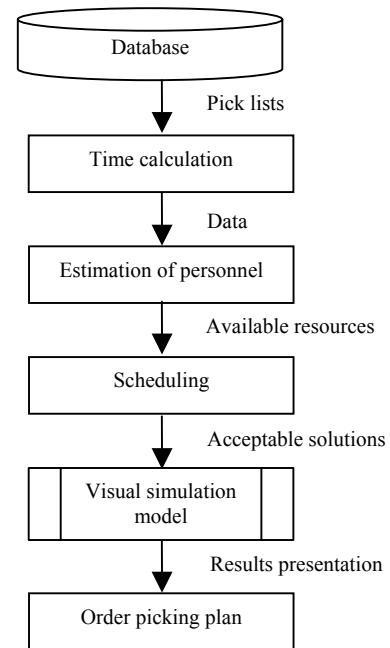 Database
Pick lists
Time calculation
Data
Estimation of personnel
Available resources
Scheduling
Acceptable solutions
Visual simulation
model
Results presentation
Order picking plan